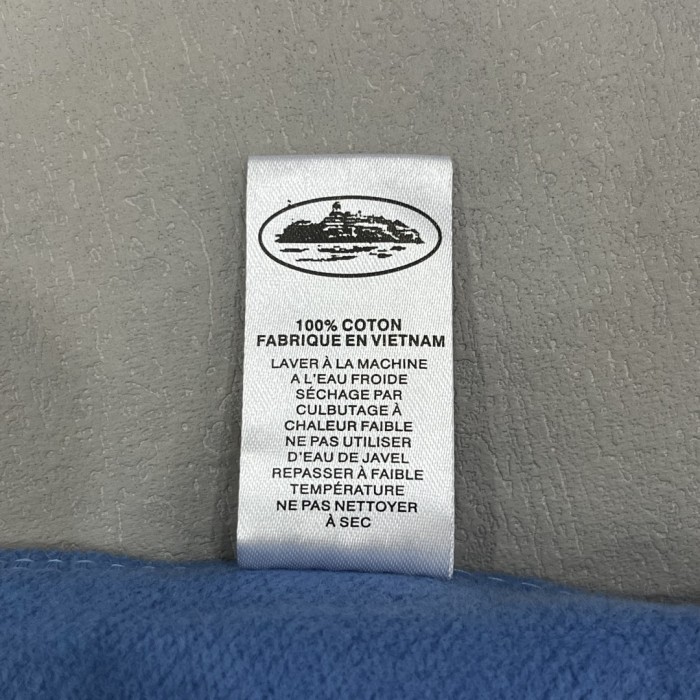 100% COTON
FABRIQUE EN VIETNAM
LAVER À LA MACHINE
A L'EAU FROIDE
SÉCHAGE PAR
CULBUTAGE À
CHALEUR FAIBLE
NE PAS UTILISER
D'EAU DE JAVEL
REPASSER À FAIBLE
TEMPÉRATURE
NE PAS NETTOYER
À SEC